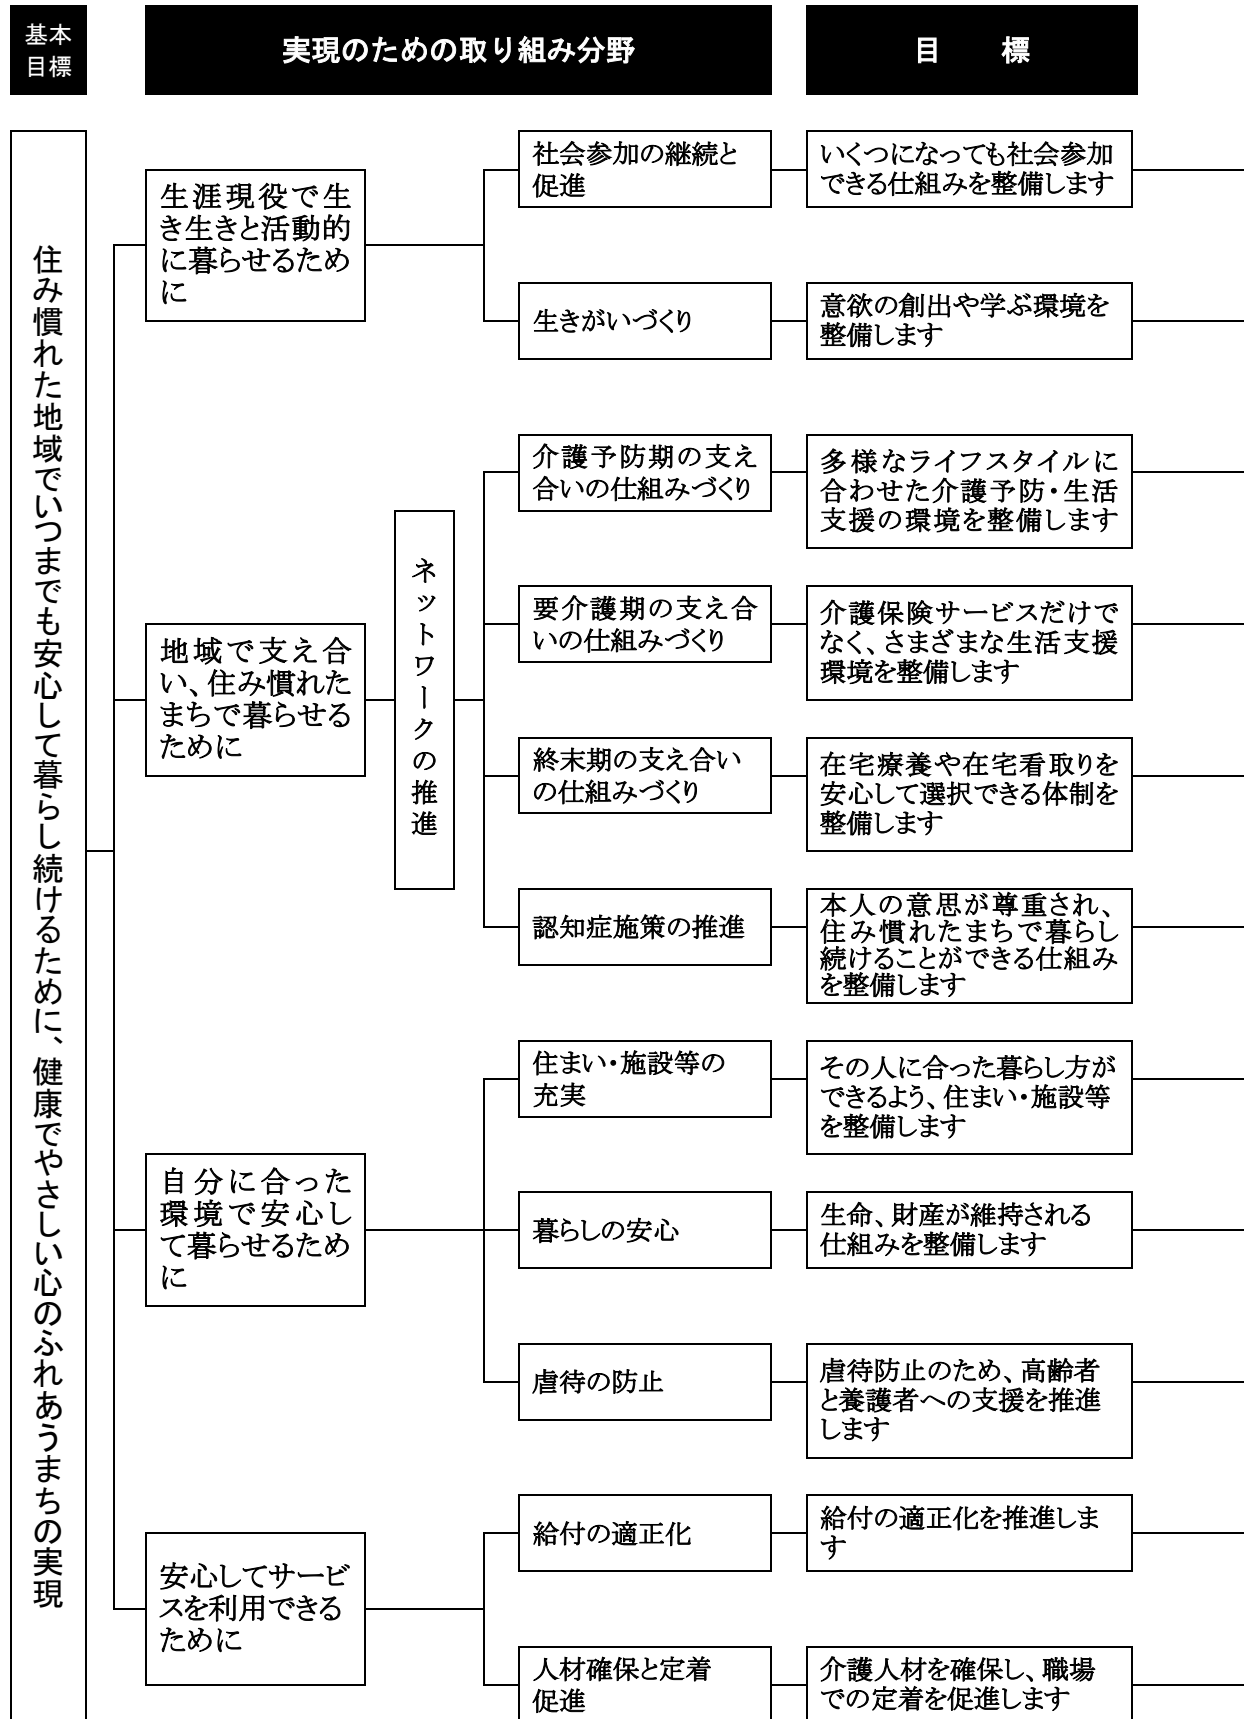 基本
目標
実現のための取り組み分野
目　標
住み慣れた地域でいつまでも安心して暮らし続けるために、健康でやさしい心のふれあうまちの実現
生涯現役で生
き生きと活動的
に暮らせるため
に
社会参加の継続と
促進
いくつになっても社会参加
できる仕組みを整備します
生きがいづくり
意欲の創出や学ぶ環境を
整備します
地域で支え合
い、住み慣れた
まちで暮らせる
ために
ネットワークの推進
介護予防期の支え
合いの仕組みづくり
多様なライフスタイルに
合わせた介護予防・生活
支援の環境を整備します
要介護期の支え合
いの仕組みづくり
介護保険サービスだけで
なく、さまざまな生活支援
環境を整備します
終末期の支え合い
の仕組みづくり
在宅療養や在宅看取りを
安心して選択できる体制を
整備します
認知症施策の推進
本人の意思が尊重され、
住み慣れたまちで暮らし
続けることができる仕組み
を整備します
自分に合った
環境で安心し
て暮らせるため
に
住まい・施設等の
充実
その人に合った暮らし方が
できるよう、住まい・施設等
を整備します
暮らしの安心
生命、財産が維持される
仕組みを整備します
虐待の防止
虐待防止のため、高齢者
と養護者への支援を推進
します
安心してサービ
スを利用できる
ために
給付の適正化
給付の適正化を推進しま
す
人材確保と定着
促進
介護人材を確保し、職場
での定着を促進します